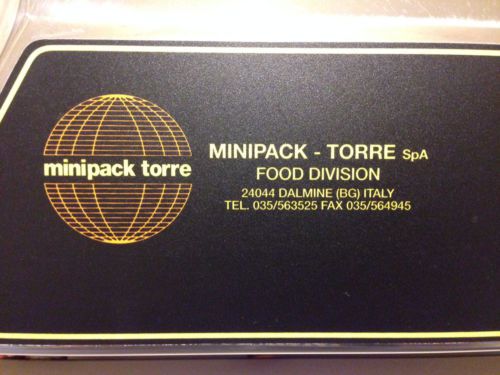 minipack torre
MINIPACK - TORRE SpA
FOOD DIVISION
24044 DALMINE (BG) ITALY
TEL. 035/563525 FAX 035/564945